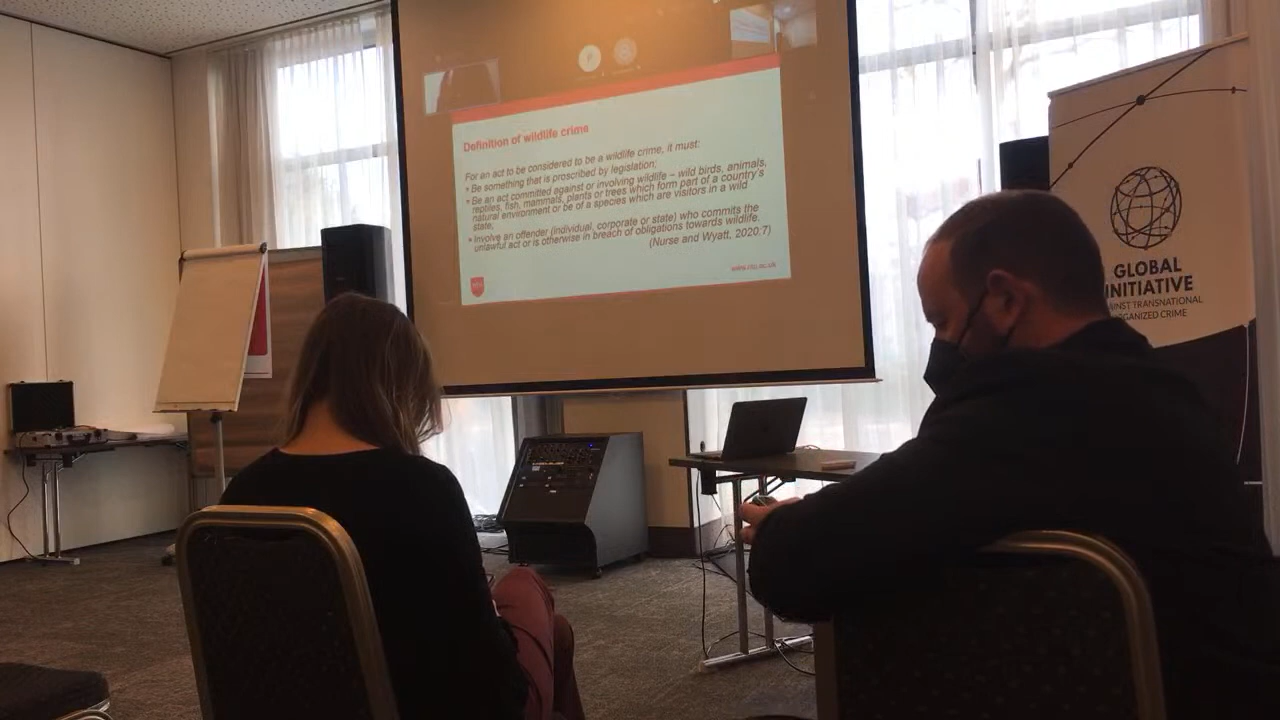 Definition of wildlife crime
For an act to be considered to be a wildlife crime, it must:
• Be something that is proscribed by legislation;
• Be an act committed against or involving wildlife – wild birds, animals,
reptiles, fish, mammals, plants or trees which form part of a country's
natural environment or be of a species which are visitors in a wild
state;
• Involve an offender (individual, corporate or state) who commits the
unlawful act or is otherwise in breach of obligations towards wildlife.
(Nurse and Wyatt, 2020:7)
GLOBAL
INITIATIVE
TRANSNATIONAL
CRIME